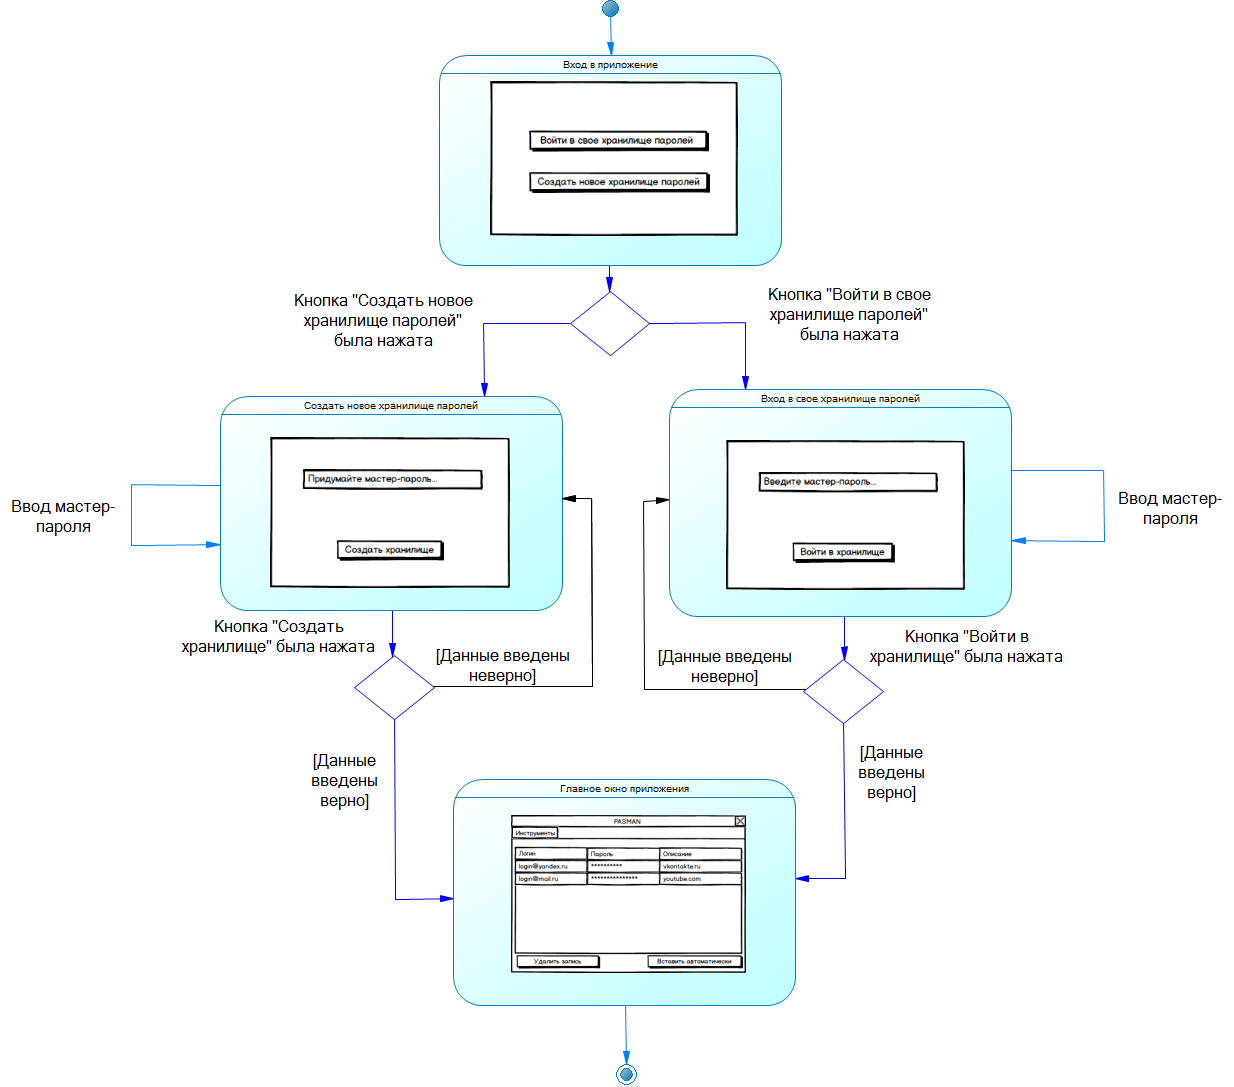 Вход в приложение
Войти в свое хранилище паролей
Создать новое хранилище паролей
Кнопка "Создать новое
хранилище паролей"
была нажата
Кнопка "Войти в свое
хранилище паролей"
была нажата
Создать новое хранилище паролей
Придумайте мастер-пароль...
Создать хранилище
Ввод мастер-
пароля
Вход в свое хранилище паролей
Введите мастер-пароль...
Войти в хранилище
Ввод мастер-
пароля
Кнопка "Создать
хранилище" была нажата
[Данные введены
неверно]
[Данные введены
неверно]
Кнопка "Войти в
хранилище" была нажата
[Данные
введены
верно]
[Данные
введены
верно]
Главное окно приложения
PASMAN
Инструменты
Логин Пароль Описание
login@yandex.ru ********** vkontakte.ru
login@mail.ru *************** youtube.com
Удалить запись Вставить автоматически